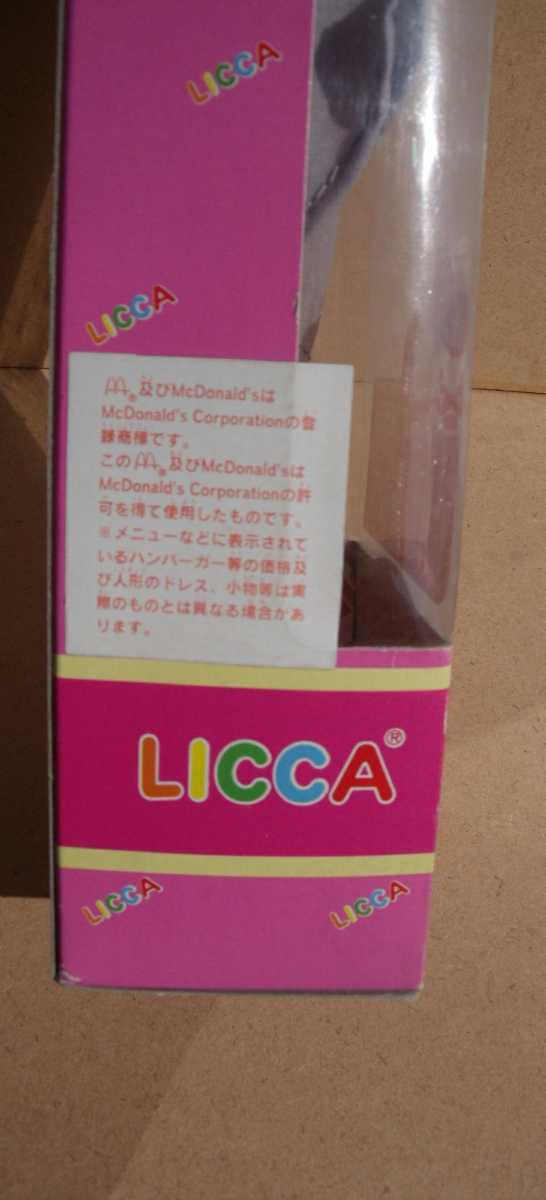 LICCA
LICCA
M® 及びMcDonald'sは
McDonald's Corporationの登
録商標です。
このM® 及びMcDonald'sは
McDonald's Corporationの許
可を得て使用したものです。
※メニューなどに表示されて
いるハンバーガー等の価格及
び人形のドレス、小物等は実
際のものとは異なる場合があ
ります。
LICCA®
LICCA
LICCA